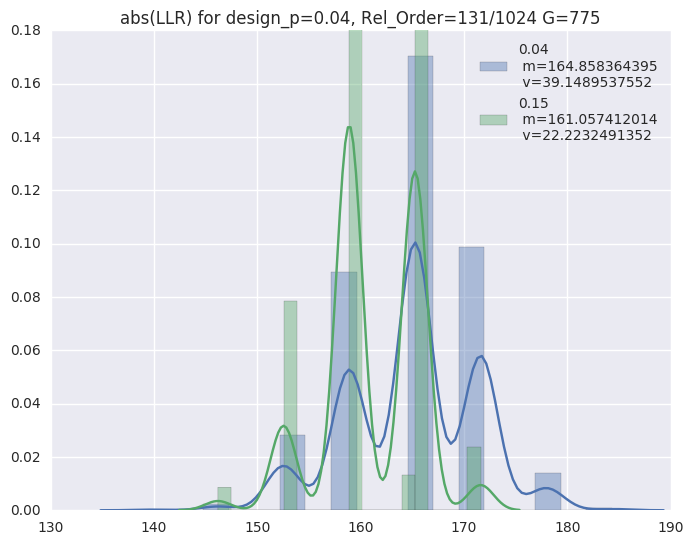 abs(LLR) for design_p=0.04, Rel_Order=131/1024 G=775
0.18
0.16
0.14
0.12
0.10
0.08
0.06
0.04
0.02
0.00
130 140 150 160 170 180 190
0.04
m=164.858364395
v=39.1489537552
0.15
m=161.057412014
v=22.2232491352